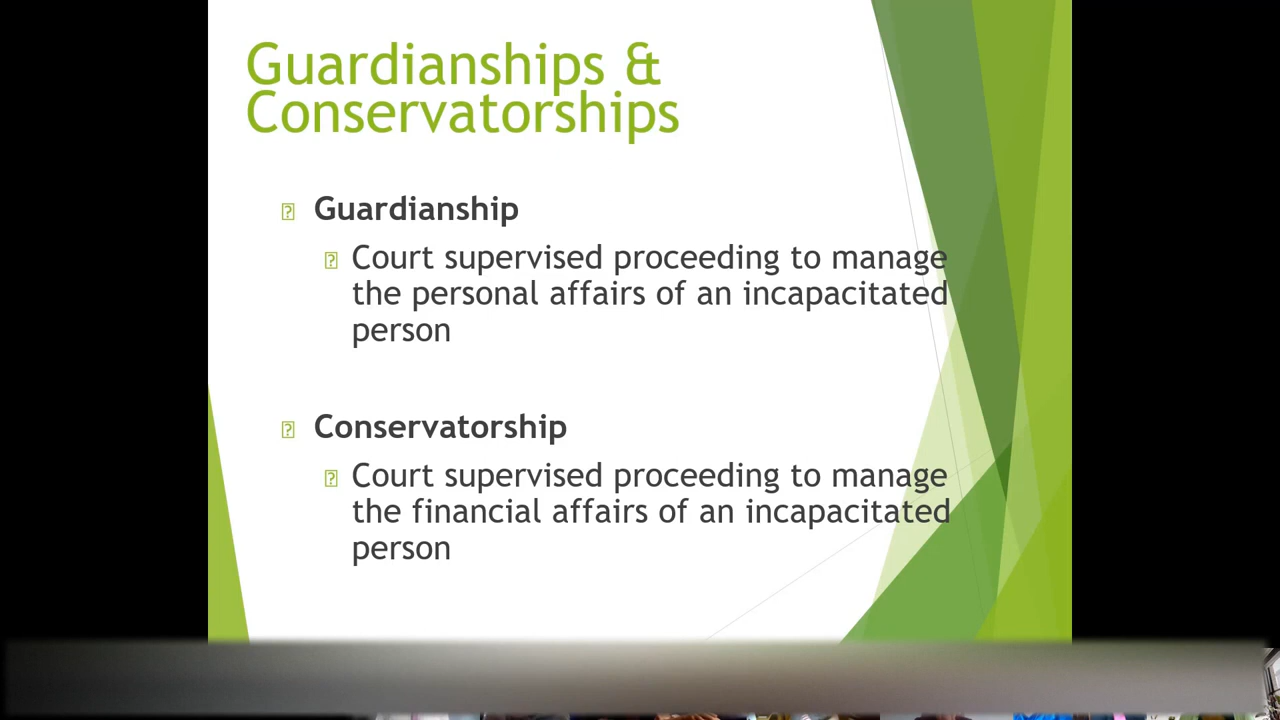 Guardianships &
Conservatorships
Guardianship
Court supervised proceeding to manage
the personal affairs of an incapacitated
person
Conservatorship
Court supervised proceeding to manage
the financial affairs of an incapacitated
person